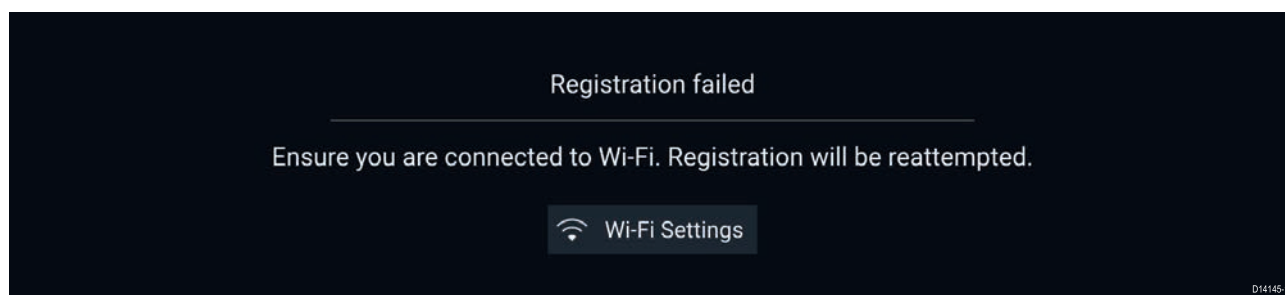 Registration failed
Ensure you are connected to Wi-Fi. Registration will be reattempted.
Wi-Fi Settings
D14145-